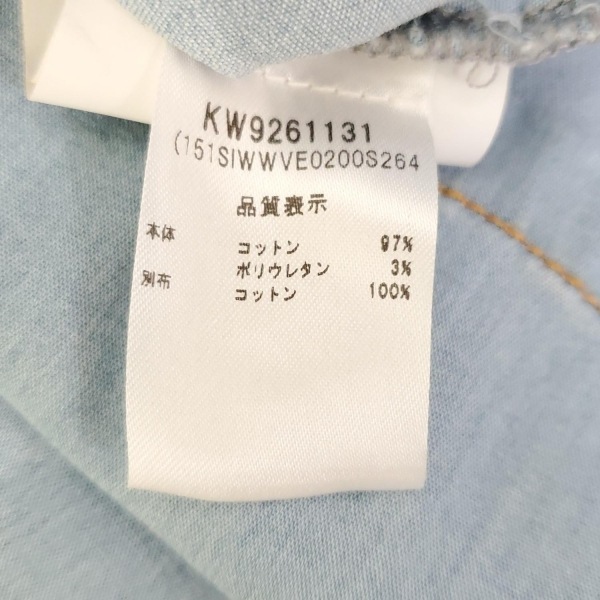 KW9261131
(151SIWWVE0200S264
品質表示
本体 コットン 97%
ポリウレタン 3%
別布 コットン 100%